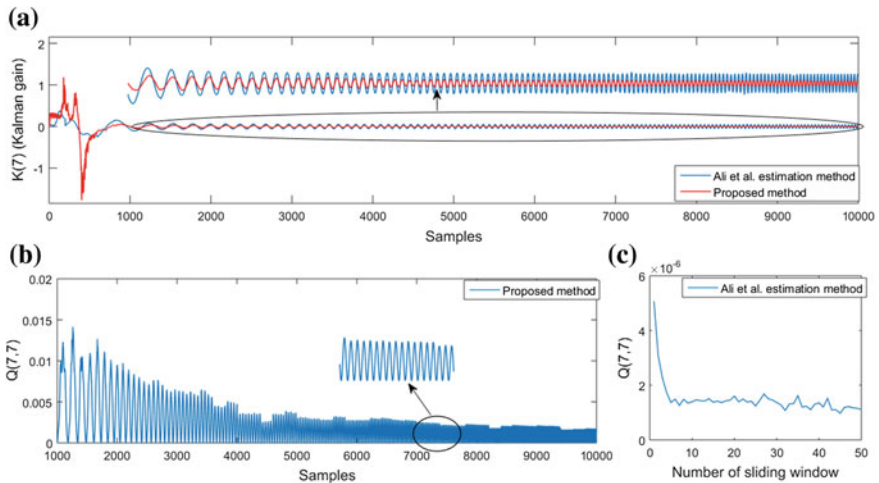 (a)
2
1
0
-1
K(7) (Kalman gain)
0 1000 2000 3000 4000 5000 6000 7000 8000 9000 10000
Samples
Ali et al. estimation method
Proposed method
(b)
0.02
0.015
0.01
0.005
0
Q(7,7)
1000 2000 3000 4000 5000 6000 7000 8000 9000 10000
Samples
Proposed method
(c)
×10-6
6
4
2
0
Q(7,7)
0 10 20 30 40 50
Number of sliding window
Ali et al. estimation method